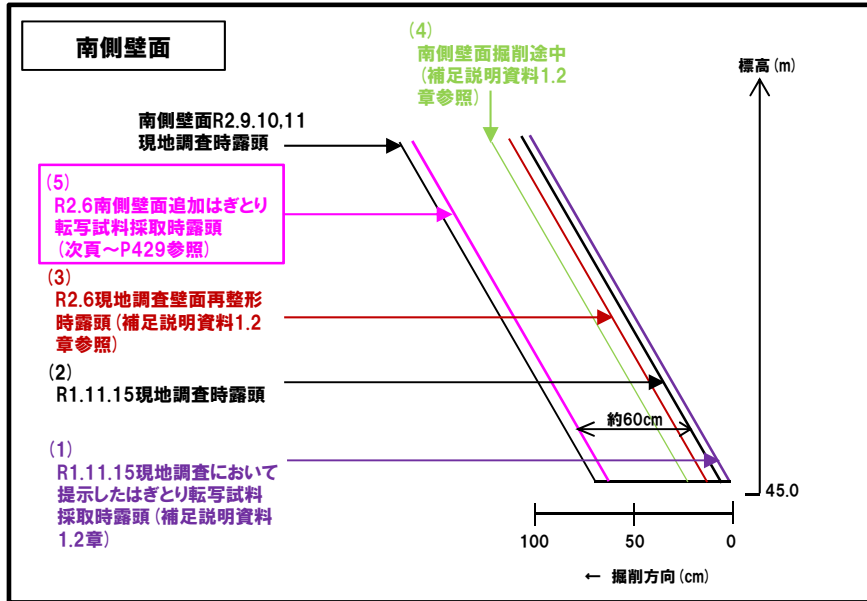 南側壁面
(4)
南側壁面掘削途中
(補足説明資料1.2
章参照)
標高(m)
南側壁面R2.9.10,11
現地調査時露頭
(5)
R2.6南側壁面追加はぎとり
転写試料採取時露頭
(次頁～P429参照)
(3)
R2.6現地調査壁面再整形
時露頭(補足説明資料1.2
章参照)
(2)
R1.11.15現地調査時露頭
約60cm
(1)
R1.11.15現地調査において
提示したはぎとり転写試料
採取時露頭(補足説明資料
1.2章)
45.0
100 50 0
← 掘削方向(cm)